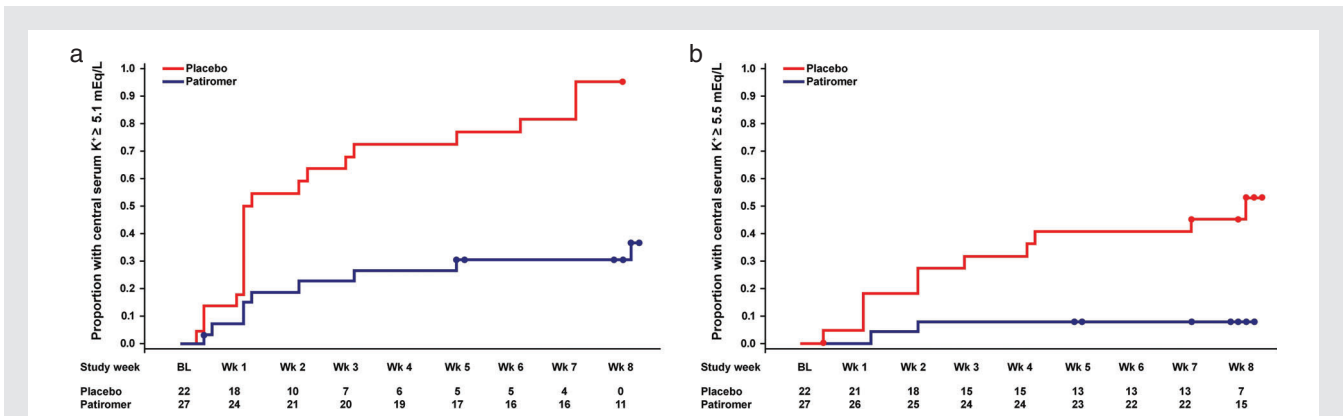 a
Placebo
Patiromer
Proportion with central serum K⁺ ≥ 5.1 mEq/L
1.0
0.9
0.8
0.7
0.6
0.5
0.4
0.3
0.2
0.1
0.0
Study week BL Wk 1 Wk 2 Wk 3 Wk 4 Wk 5 Wk 6 Wk 7 Wk 8
Placebo 22 18 10 7 6 5 5 4 0
Patiromer 27 24 21 20 19 17 16 16 11
b
Placebo
Patiromer
Proportion with central serum K⁺ ≥ 5.5 mEq/L
1.0
0.9
0.8
0.7
0.6
0.5
0.4
0.3
0.2
0.1
0.0
Study week BL Wk 1 Wk 2 Wk 3 Wk 4 Wk 5 Wk 6 Wk 7 Wk 8
Placebo 22 21 18 15 15 13 13 13 7
Patiromer 27 26 25 24 24 23 22 22 15